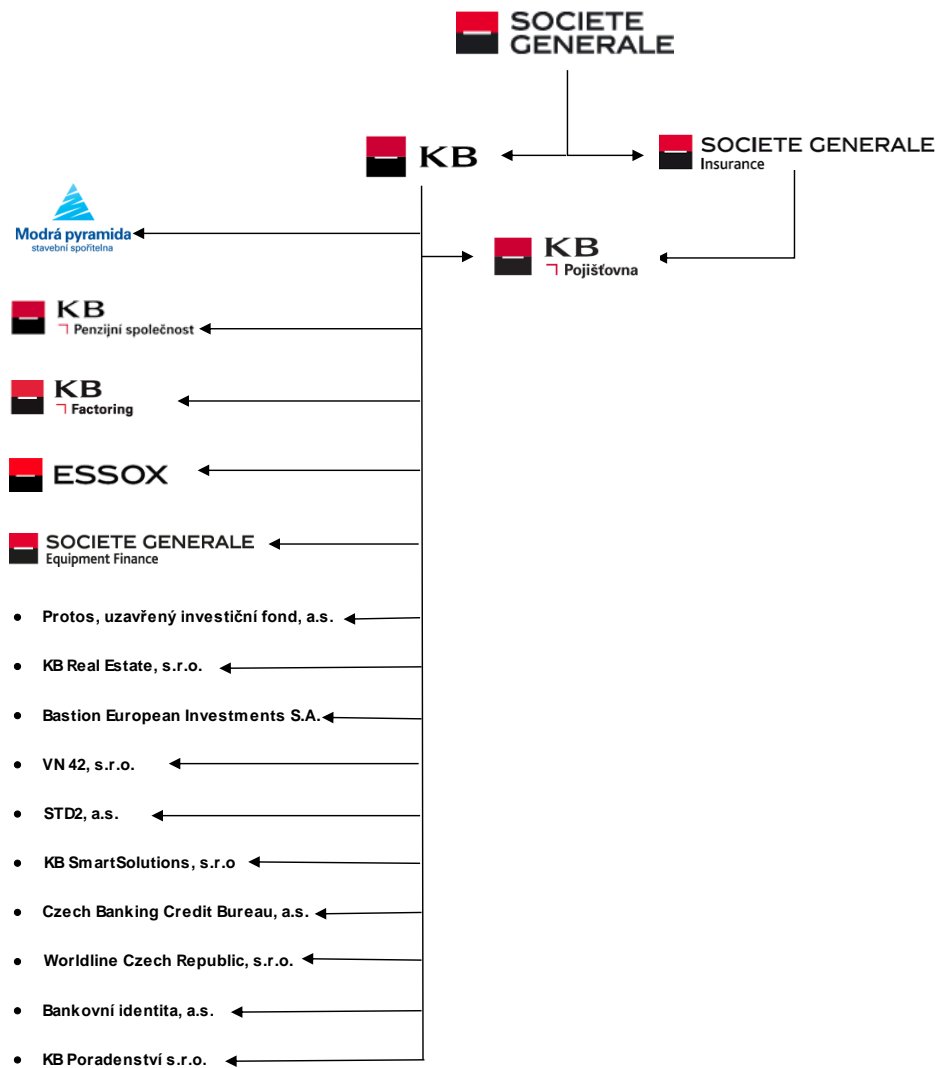 SOCIETE
GENERALE
KB
SOCIETE GENERALE
Insurance
Modrá pyramida
stavební spořitelna
KB
Pojišťovna
KB
Penzijní společnost
KB
Factoring
ESSOX
SOCIETE GENERALE
Equipment Finance
• Protos, uzavřený investiční fond, a.s.
• KB Real Estate, s.r.o.
• Bastion European Investments S.A.
• VN 42, s.r.o.
• STD2, a.s.
• KB SmartSolutions, s.r.o
• Czech Banking Credit Bureau, a.s.
• Worldline Czech Republic, s.r.o.
• Bankovní identita, a.s.
• KB Poradenství s.r.o.